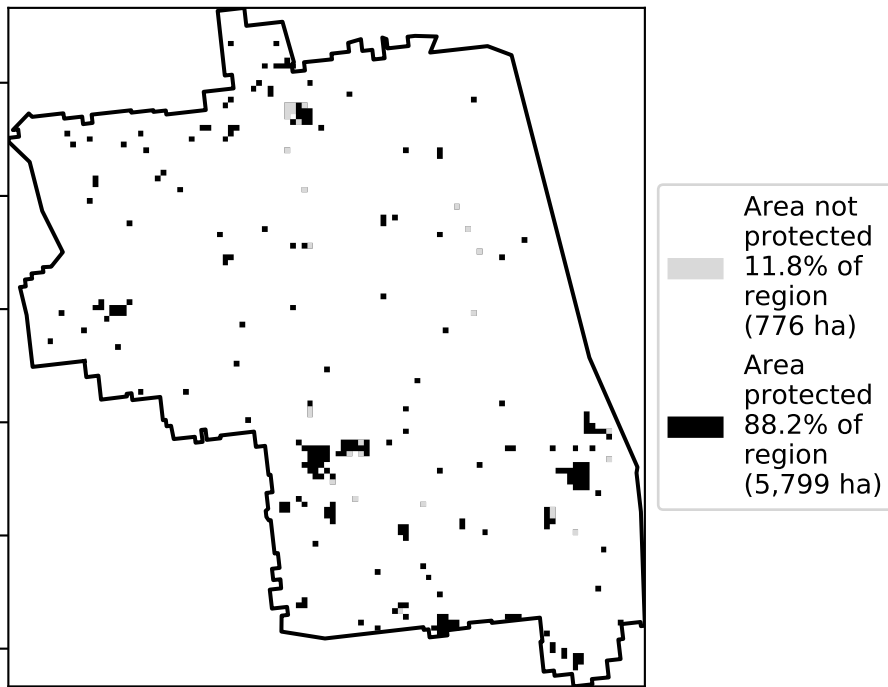 Area not
protected
11.8% of
region
(776 ha)
Area
protected
88.2% of
region
(5,799 ha)